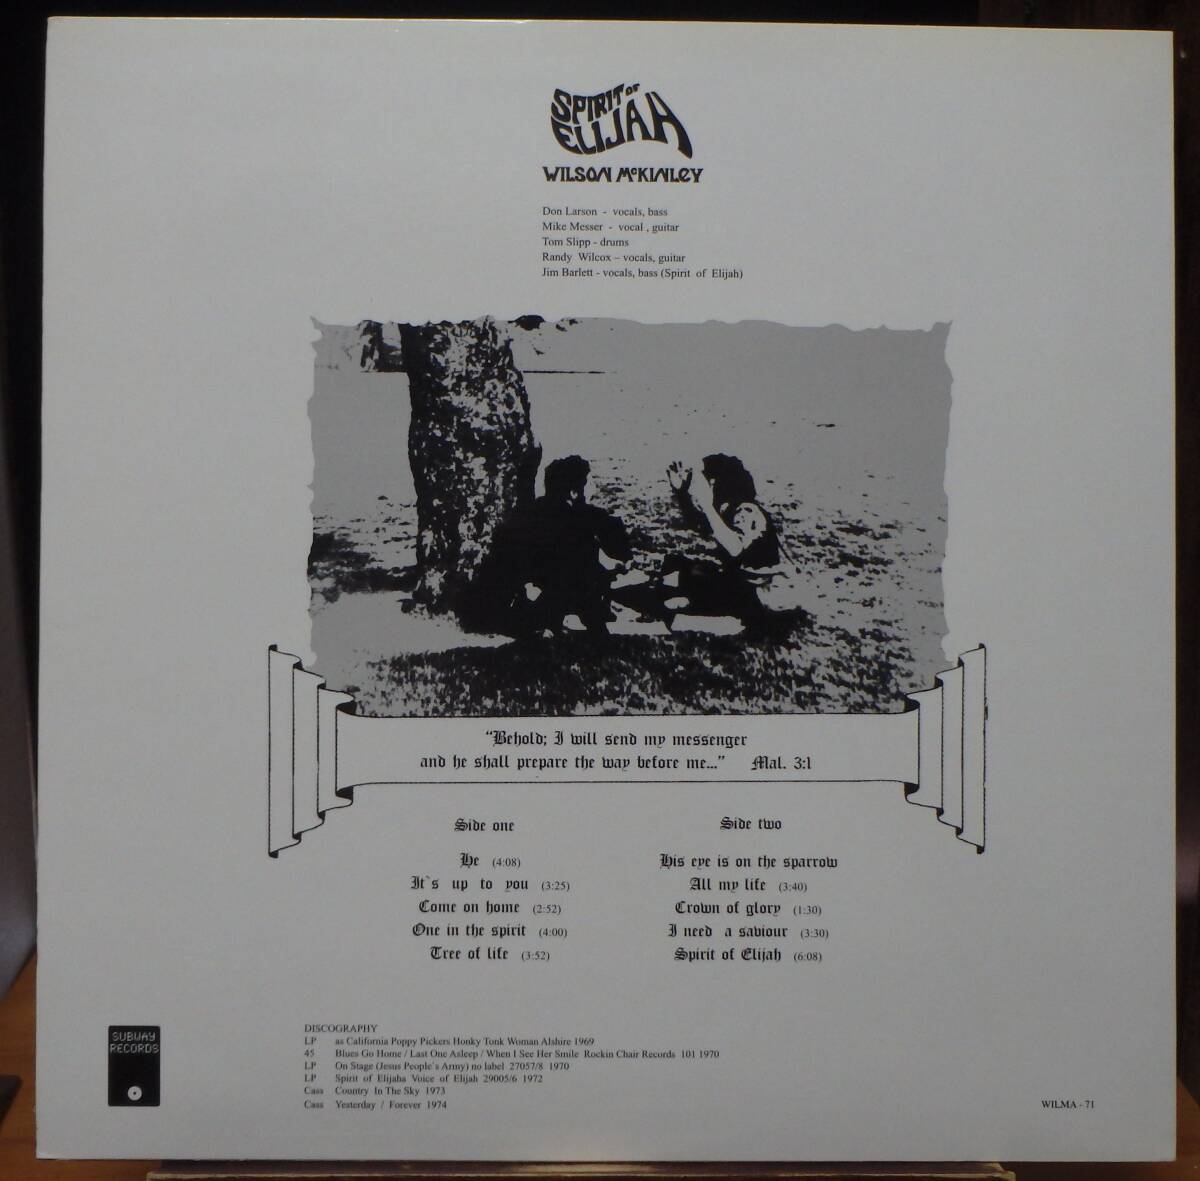 SPIRIT OF
ELIJAH
WILSON McKINLEY
Don Larson - vocals, bass
Mike Messer - vocal , guitar
Tom Slipp - drums
Randy Wilcox – vocals, guitar
Jim Barlett - vocals, bass (Spirit of Elijah)
“Behold; I will send my messenger
and he shall prepare the way before me...” Mal. 3:1
Side one
He (4:08)
It`s up to you (3:25)
Come on home (2:52)
One in the spirit (4:00)
Tree of life (3:52)
Side two
His eye is on the sparrow
All my life (3:40)
Crown of glory (1:30)
I need a saviour (3:30)
Spirit of Elijah (6:08)
SUBWAY
RECORDS
DISCOGRAPHY
LP as California Poppy Pickers Honky Tonk Woman Alshire 1969
45 Blues Go Home / Last One Asleep / When I See Her Smile Rockin Chair Records 101 1970
LP On Stage (Jesus People`s Army) no label 27057/8 1970
LP Spirit of Elijaha Voice of Elijah 29005/6 1972
Cass Country In The Sky 1973
Cass Yesterday / Forever 1974
WILMA - 71